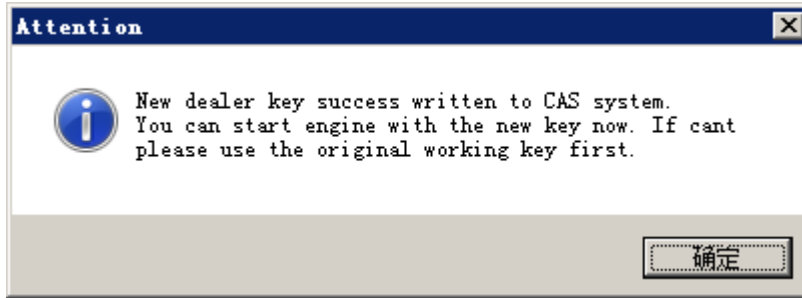 Attention
New dealer key success written to CAS system.
You can start engine with the new key now. If cant
please use the original working key first.
确定